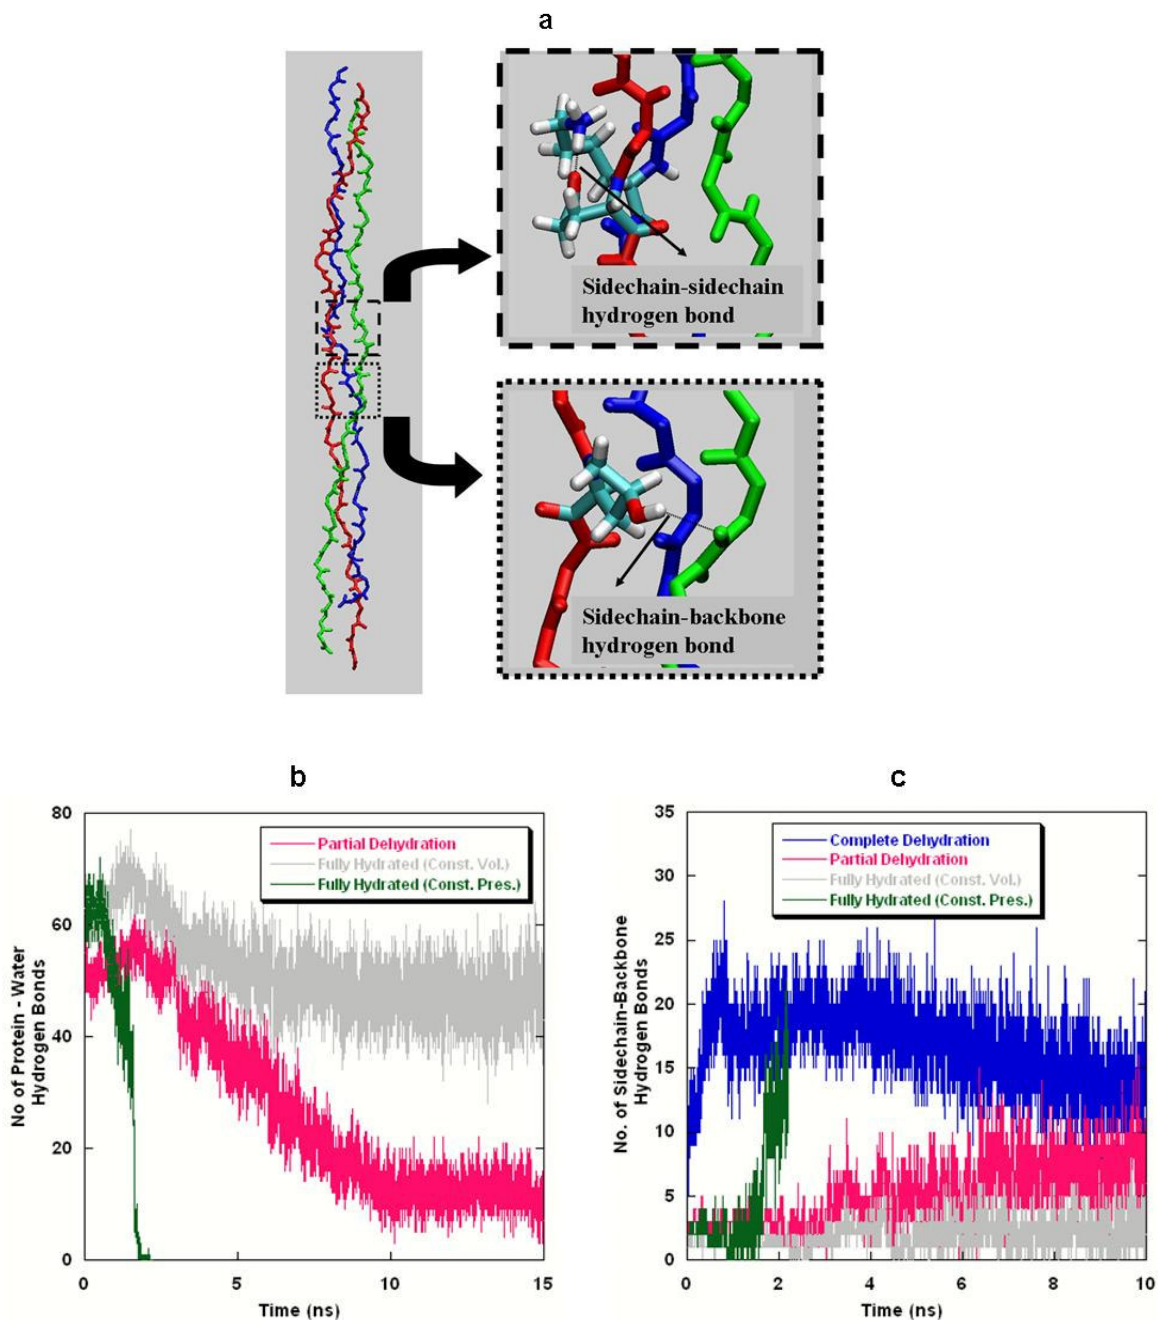 a
Sidechain-sidechain
hydrogen bond
Sidechain-backbone
hydrogen bond
b
80
60
40
20
0
0
5
10
15
No of Protein - Water
Hydrogen Bonds
Time (ns)
Partial Dehydration
Fully Hydrated (Const. Vol.)
Fully Hydrated (Const. Pres.)
c
35
30
25
20
15
10
5
0
0
2
4
6
8
10
No. of Sidechain-Backbone
Hydrogen Bonds
Time (ns)
Complete Dehydration
Partial Dehydration
Fully Hydrated (Const. Vol.)
Fully Hydrated (Const. Pres.)